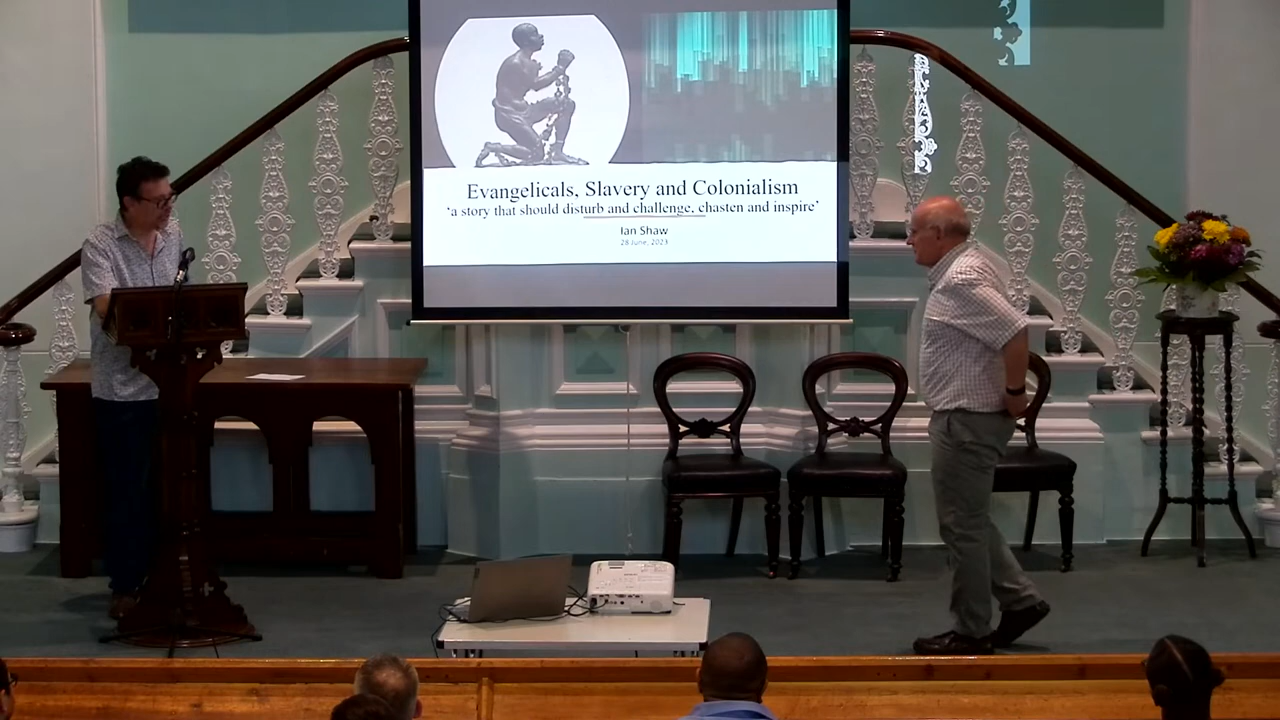 Evangelicals, Slavery and Colonialism
‘a story that should disturb and challenge, chasten and inspire’
Ian Shaw
28 June, 2023